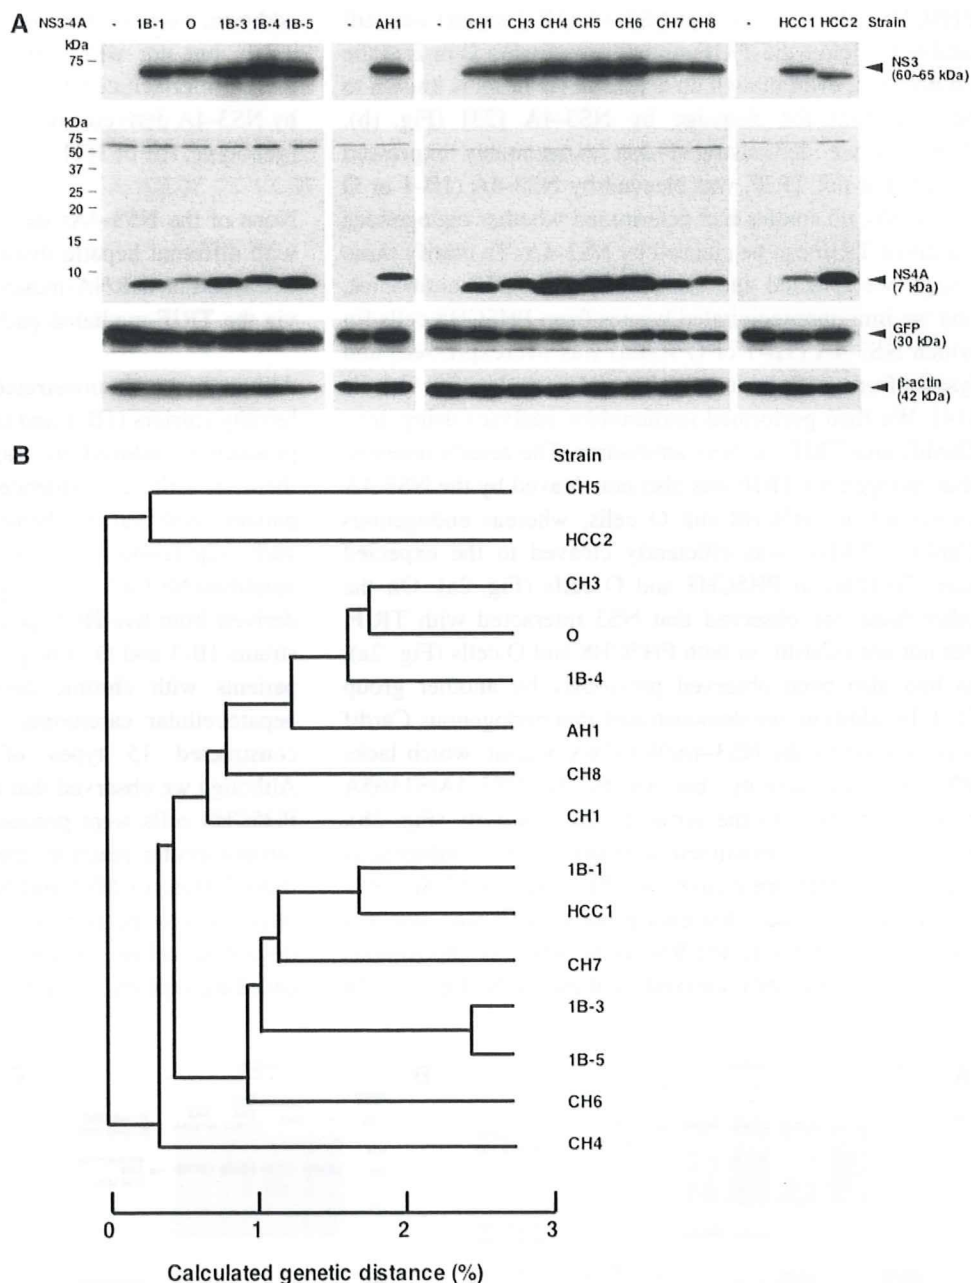 A
NS3-4A - 1B-1 O 1B-3 1B-4 1B-5 - AH1 - CH1 CH3 CH4 CH5 CH6 CH7 CH8 - HCC1 HCC2 Strain
kDa
75
NS3
(60~65 kDa)
kDa
75
50
37
25
20
15
10
NS4A
(7 kDa)
GFP
(30 kDa)
β-actin
(42 kDa)
B
Strain
CH5
HCC2
CH3
O
1B-4
AH1
CH8
CH1
1B-1
HCC1
CH7
1B-3
1B-5
CH6
CH4
0 1 2 3
Calculated genetic distance (%)